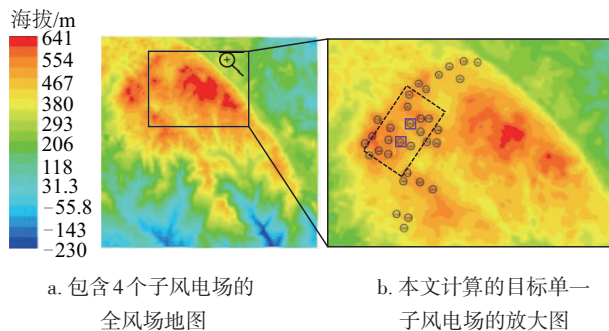 海拔/m
641
554
467
380
293
206
118
31.3
−55.8
−143
−230
a. 包含4个子风电场的
全风场地图
b. 本文计算的目标单一
子风电场的放大图